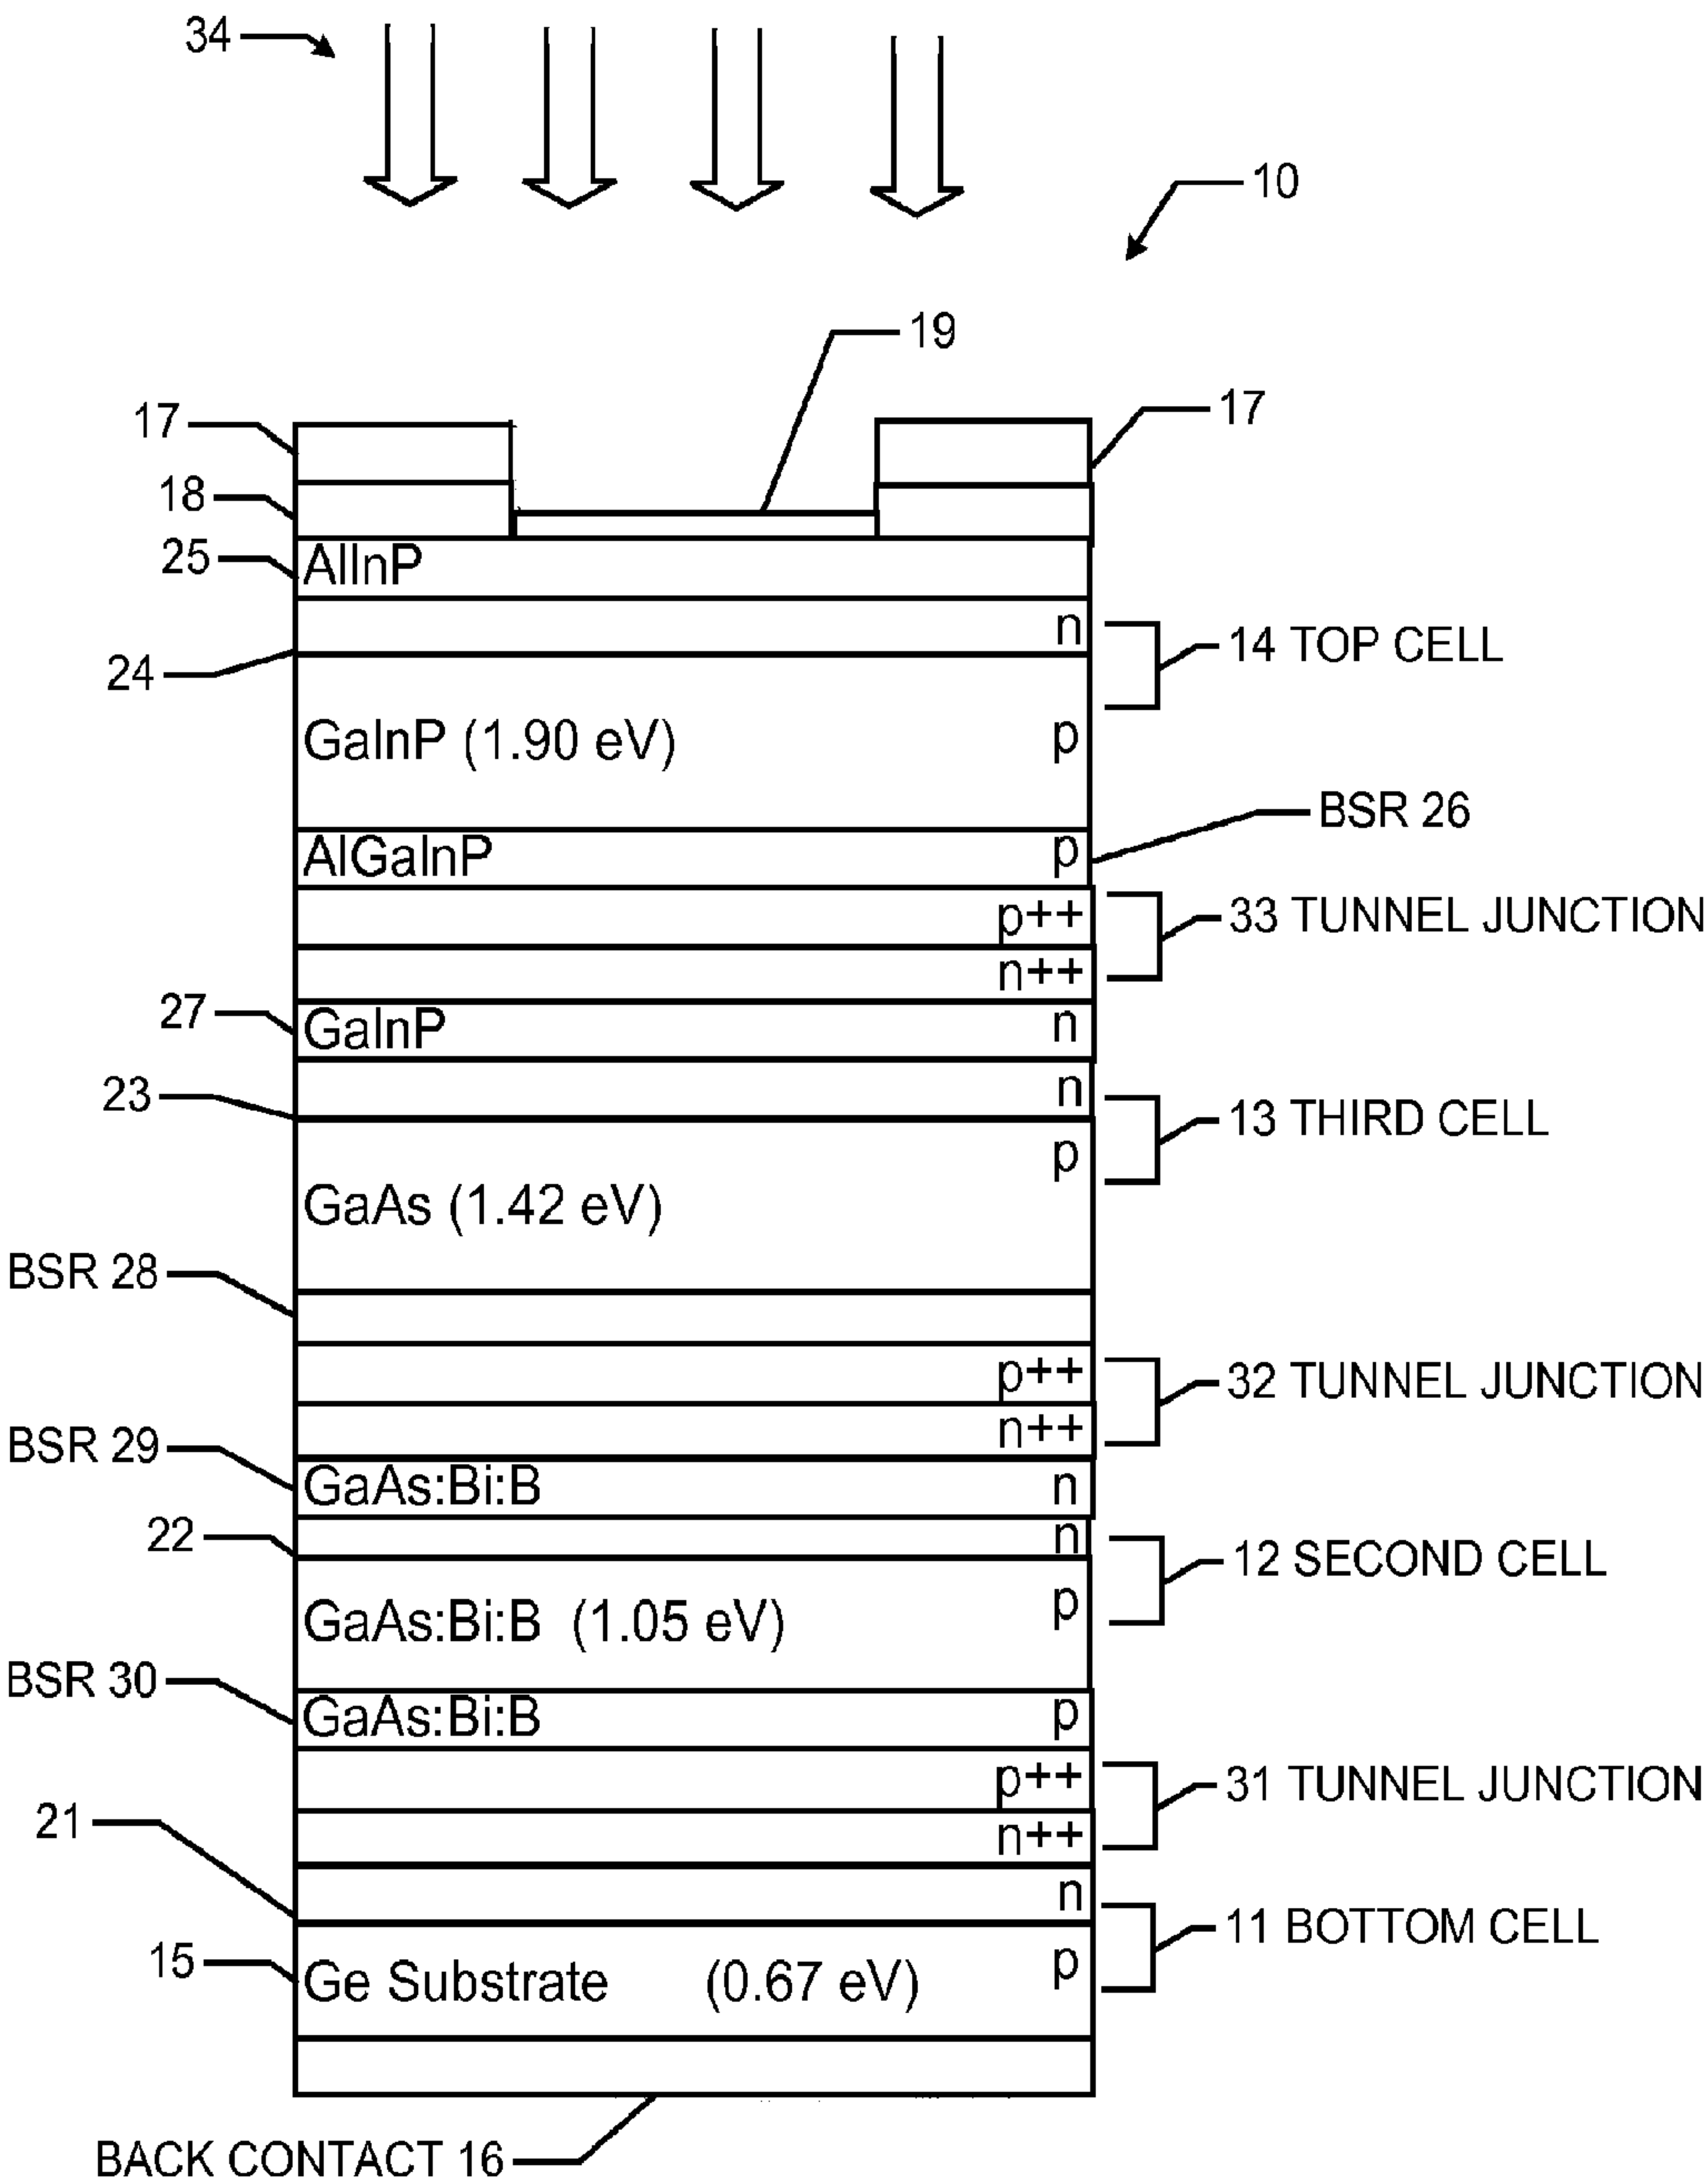 34
10
19
17
17
18
25
AlInP
n
14 TOP CELL
24
GaInP (1.90 eV)
p
BSR 26
AlGaInP
p
p++
33 TUNNEL JUNCTION
n++
27
GaInP
n
23
n
13 THIRD CELL
p
GaAs (1.42 eV)
BSR 28
p++
32 TUNNEL JUNCTION
n++
BSR 29
GaAs:Bi:B
n
22
n
12 SECOND CELL
GaAs:Bi:B (1.05 eV)
p
BSR 30
GaAs:Bi:B
p
p++
31 TUNNEL JUNCTION
21
n++
n
11 BOTTOM CELL
15
Ge Substrate (0.67 eV)
p
BACK CONTACT 16